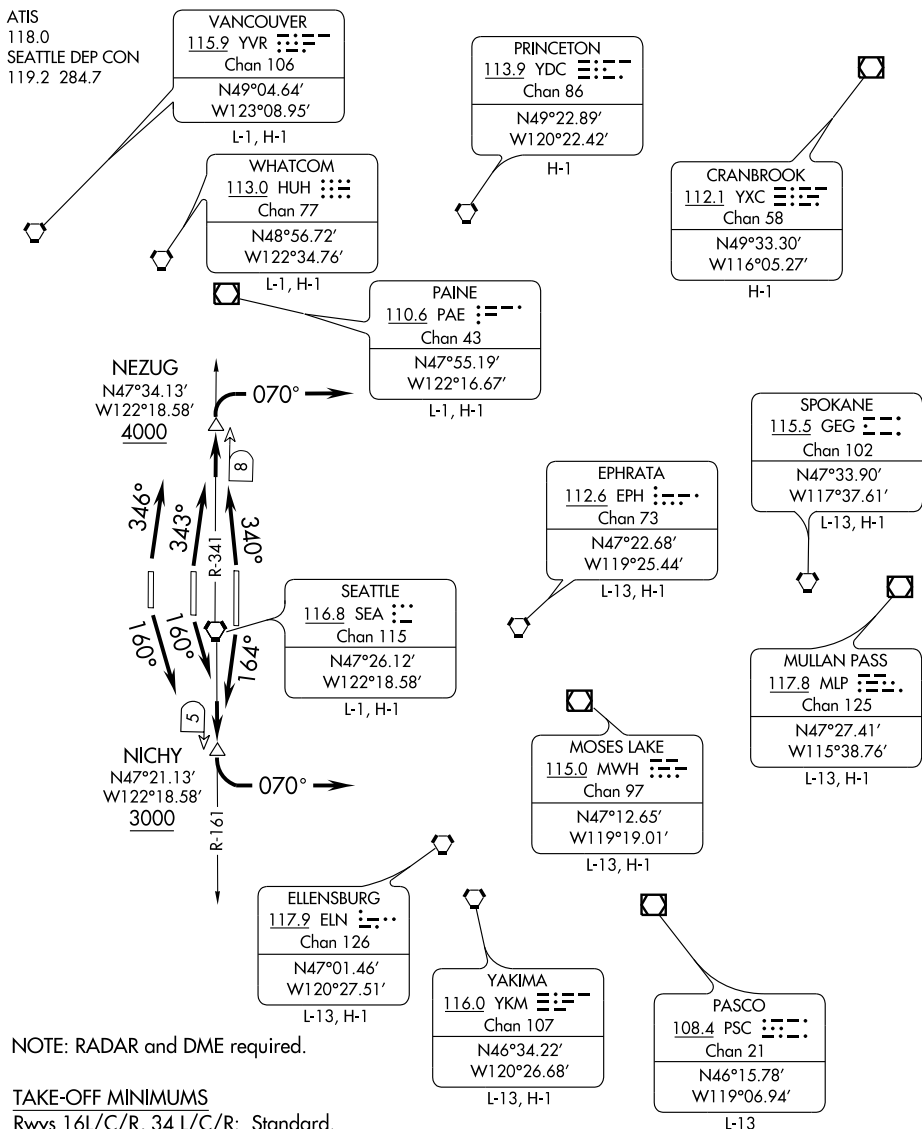 ATIS
118.0
SEATTLE DEP CON
119.2 284.7
VANCOUVER
115.9 YVR
Chan 106
N49°04.64'
W123°08.95'
L-1, H-1
PRINCETON
113.9 YDC
Chan 86
N49°22.89'
W120°22.42'
H-1
WHATCOM
113.0 HUH
Chan 77
N48°56.72'
W122°34.76'
L-1, H-1
CRANBROOK
112.1 YXC
Chan 58
N49°33.30'
W116°05.27'
H-1
PAINE
110.6 PAE
Chan 43
N47°55.19'
W122°16.67'
L-1, H-1
NEZUG
N47°34.13'
W122°18.58'
4000
070°
8
346°
343°
340°
R-341
SPOKANE
115.5 GEG
Chan 102
N47°33.90'
W117°37.61'
L-13, H-1
EPHRATA
112.6 EPH
Chan 73
N47°22.68'
W119°25.44'
L-13, H-1
SEATTLE
116.8 SEA
Chan 115
N47°26.12'
W122°18.58'
L-1, H-1
160°
160°
164°
5
MULLAN PASS
117.8 MLP
Chan 125
N47°27.41'
W115°38.76'
L-13, H-1
MOSES LAKE
115.0 MWH
Chan 97
N47°12.65'
W119°19.01'
L-13, H-1
NICHY
N47°21.13'
W122°18.58'
3000
070°
R-161
ELLENSBURG
117.9 ELN
Chan 126
N47°01.46'
W120°27.51'
L-13, H-1
YAKIMA
116.0 YKM
Chan 107
N46°34.22'
W120°26.68'
L-13, H-1
PASCO
108.4 PSC
Chan 21
N46°15.78'
W119°06.94'
L-13
NOTE: RADAR and DME required.
TAKE-OFF MINIMUMS
Rwys 16L/C/R, 34 L/C/R: Standard.